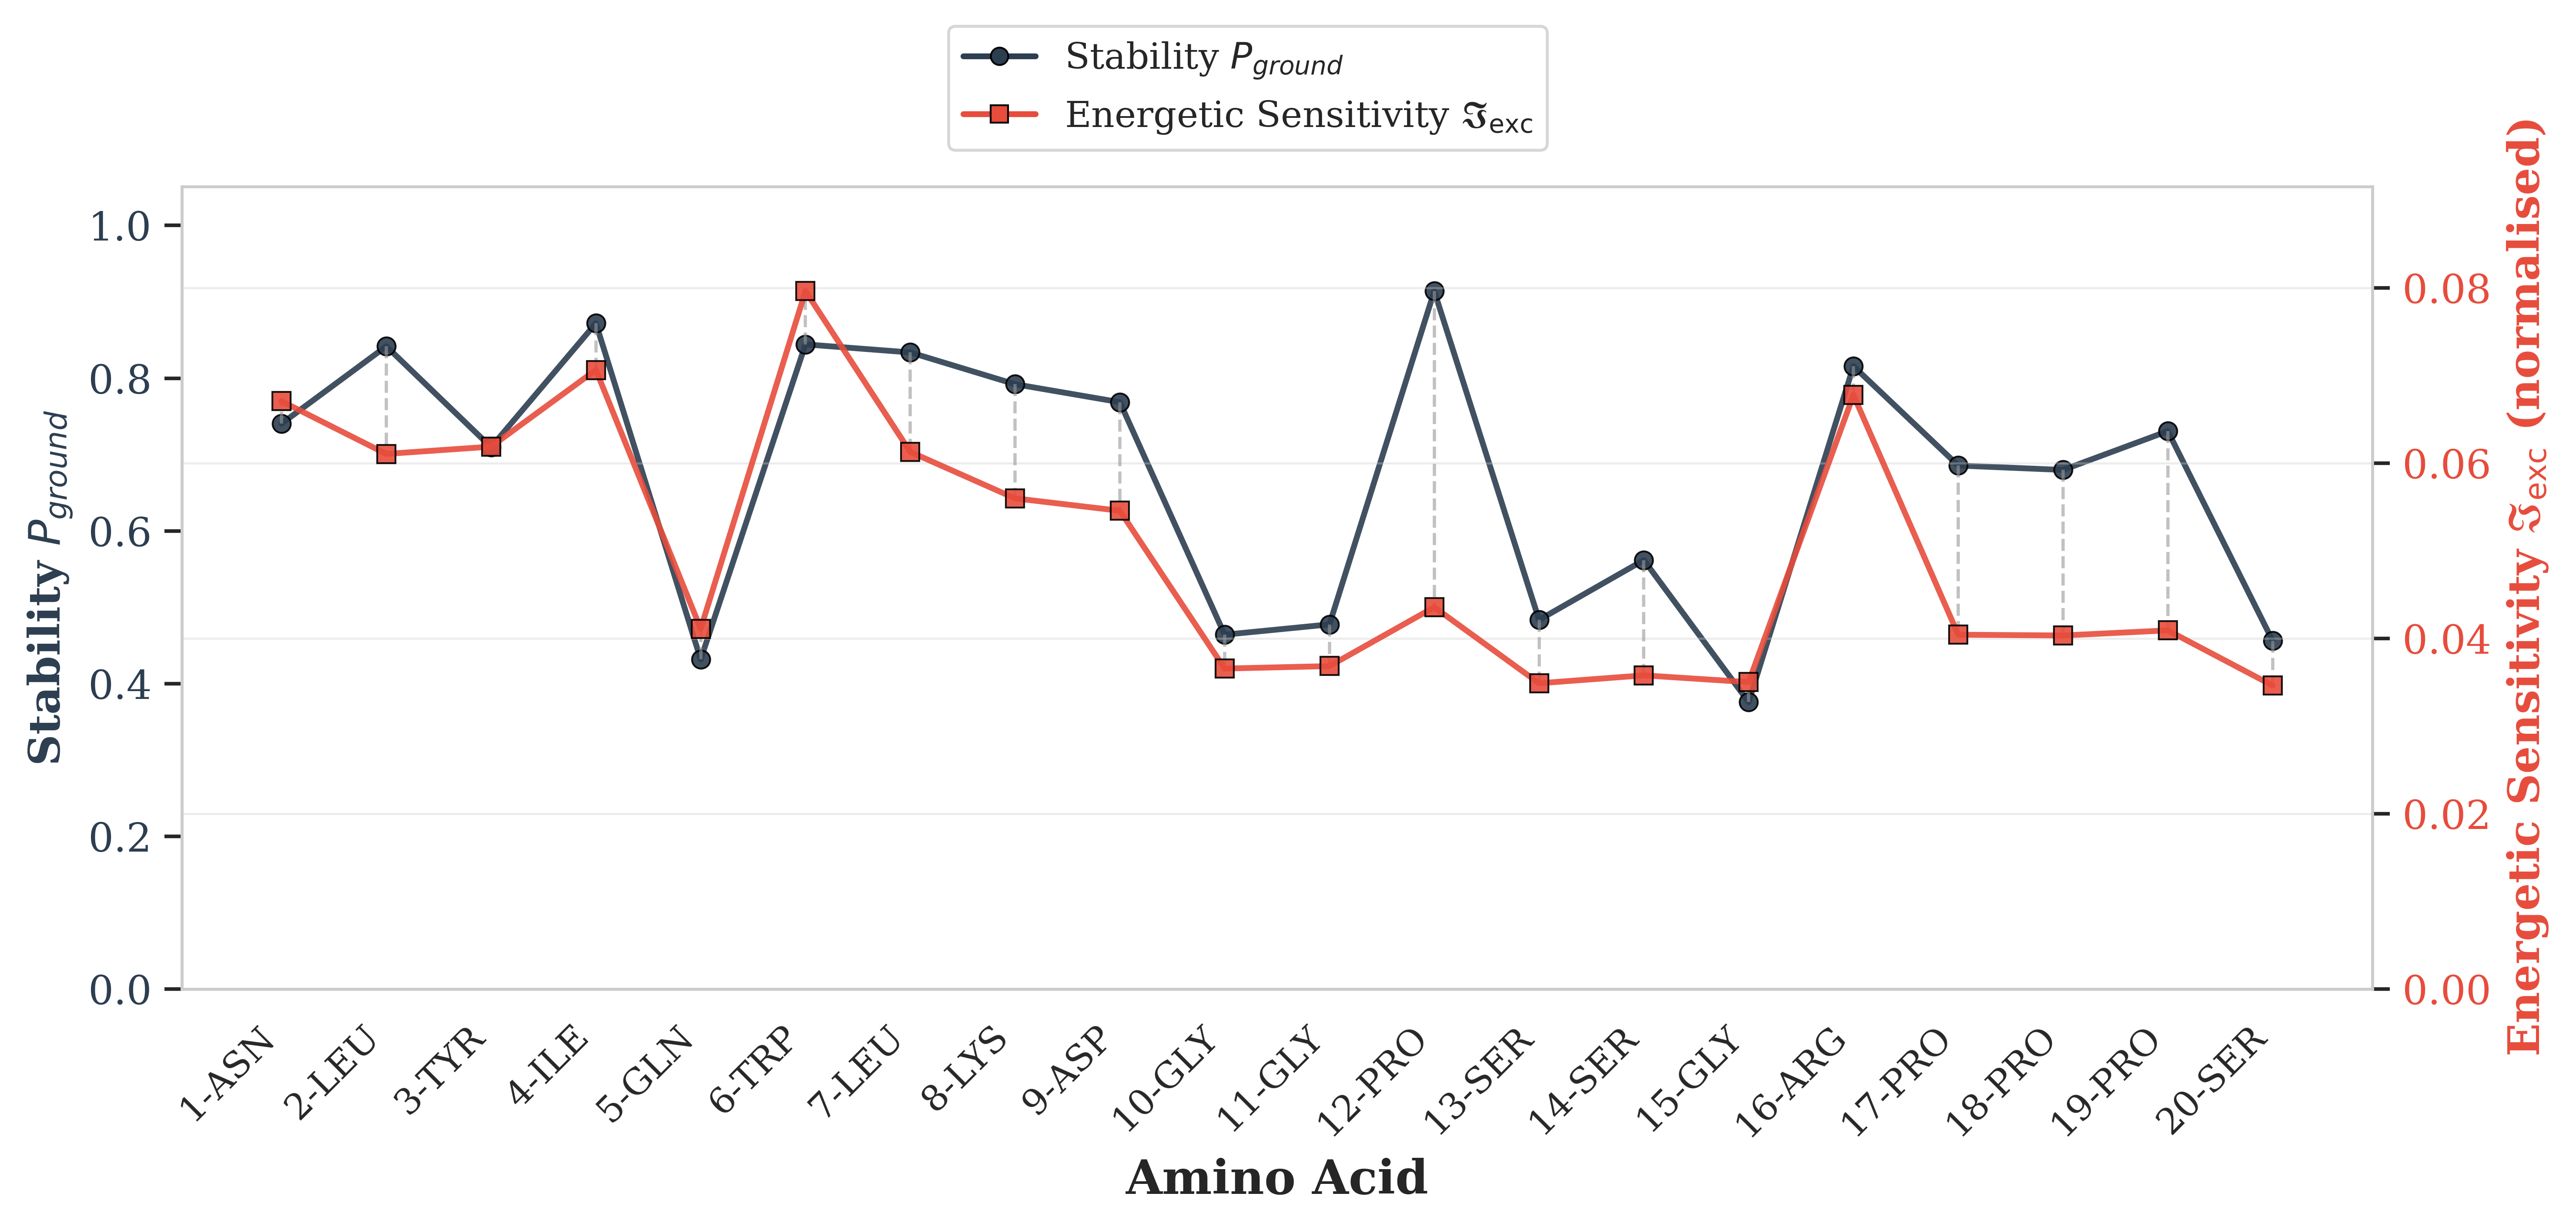 Stability P_ground
Energetic Sensitivity 𝔍_exc
1.0
0.8
0.6
0.4
0.2
0.0
Stability P_ground
0.08
0.06
0.04
0.02
0.00
Energetic Sensitivity 𝔍_exc (normalised)
1-ASN
2-LEU
3-TYR
4-ILE
5-GLN
6-TRP
7-LEU
8-LYS
9-ASP
10-GLY
11-GLY
12-PRO
13-SER
14-SER
15-GLY
16-ARG
17-PRO
18-PRO
19-PRO
20-SER
Amino Acid